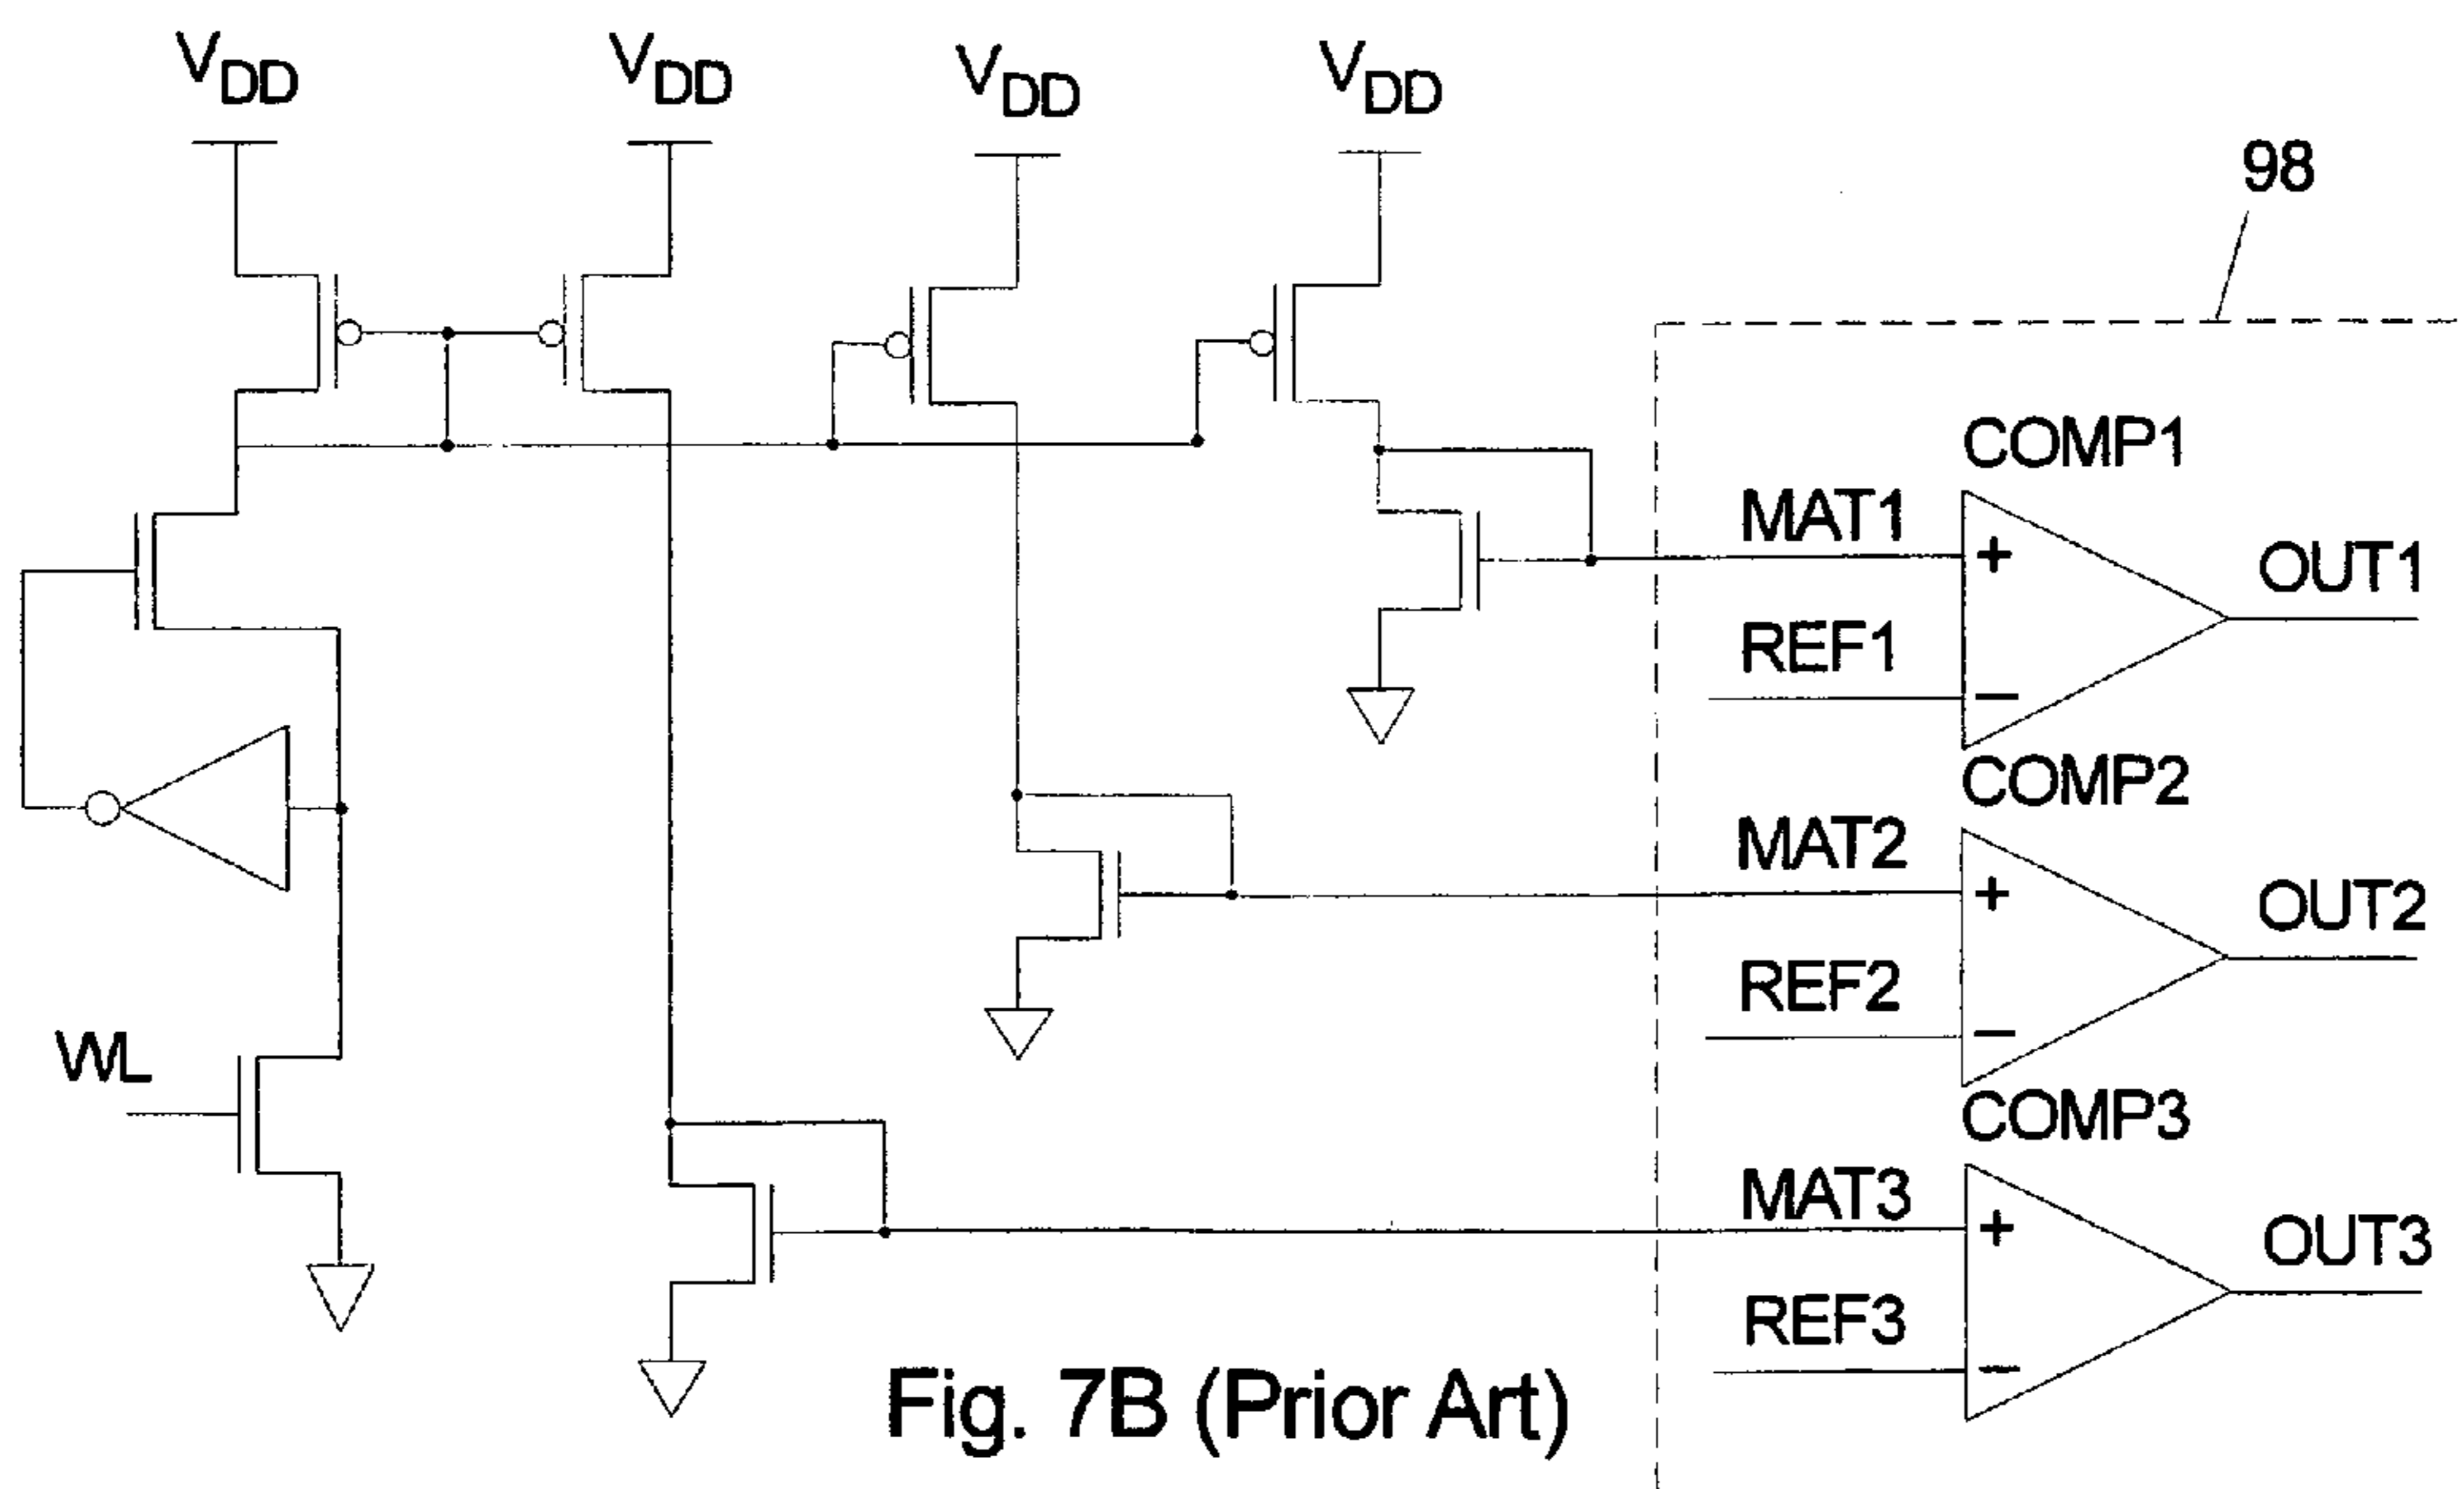 VDD VDD VDD VDD
98
COMP1
MAT1
+
OUT1
REF1
−
COMP2
MAT2
+
OUT2
REF2
−
WL
COMP3
MAT3
+
OUT3
REF3
−
Fig. 7B (Prior Art)